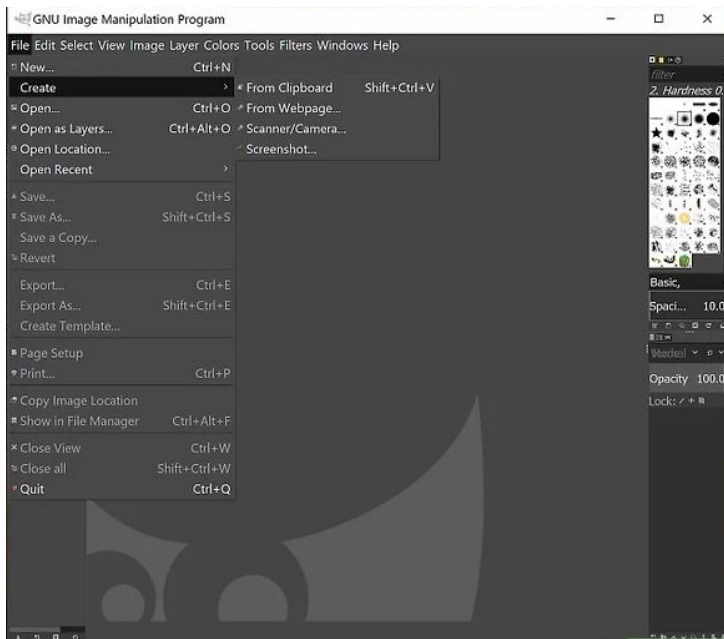 GNU Image Manipulation Program
File Edit Select View Image Layer Colors Tools Filters Windows Help
New... Ctrl+N
Create
From Clipboard Shift+Ctrl+V
From Webpage...
Scanner/Camera...
Screenshot...
Open... Ctrl+O
Open as Layers... Ctrl+Alt+O
Open Location...
Open Recent
Save... Ctrl+S
Save As... Shift+Ctrl+S
Save a Copy...
Revert
Export... Ctrl+E
Export As... Shift+Ctrl+E
Create Template...
Page Setup
Print... Ctrl+P
Copy Image Location
Show in File Manager Ctrl+Alt+F
Close View Ctrl+W
Close all Shift+Ctrl+W
Quit Ctrl+Q
filter
2. Hardness 0
Basic,
Spaci... 10.0
Opacity 100.0
Lock: